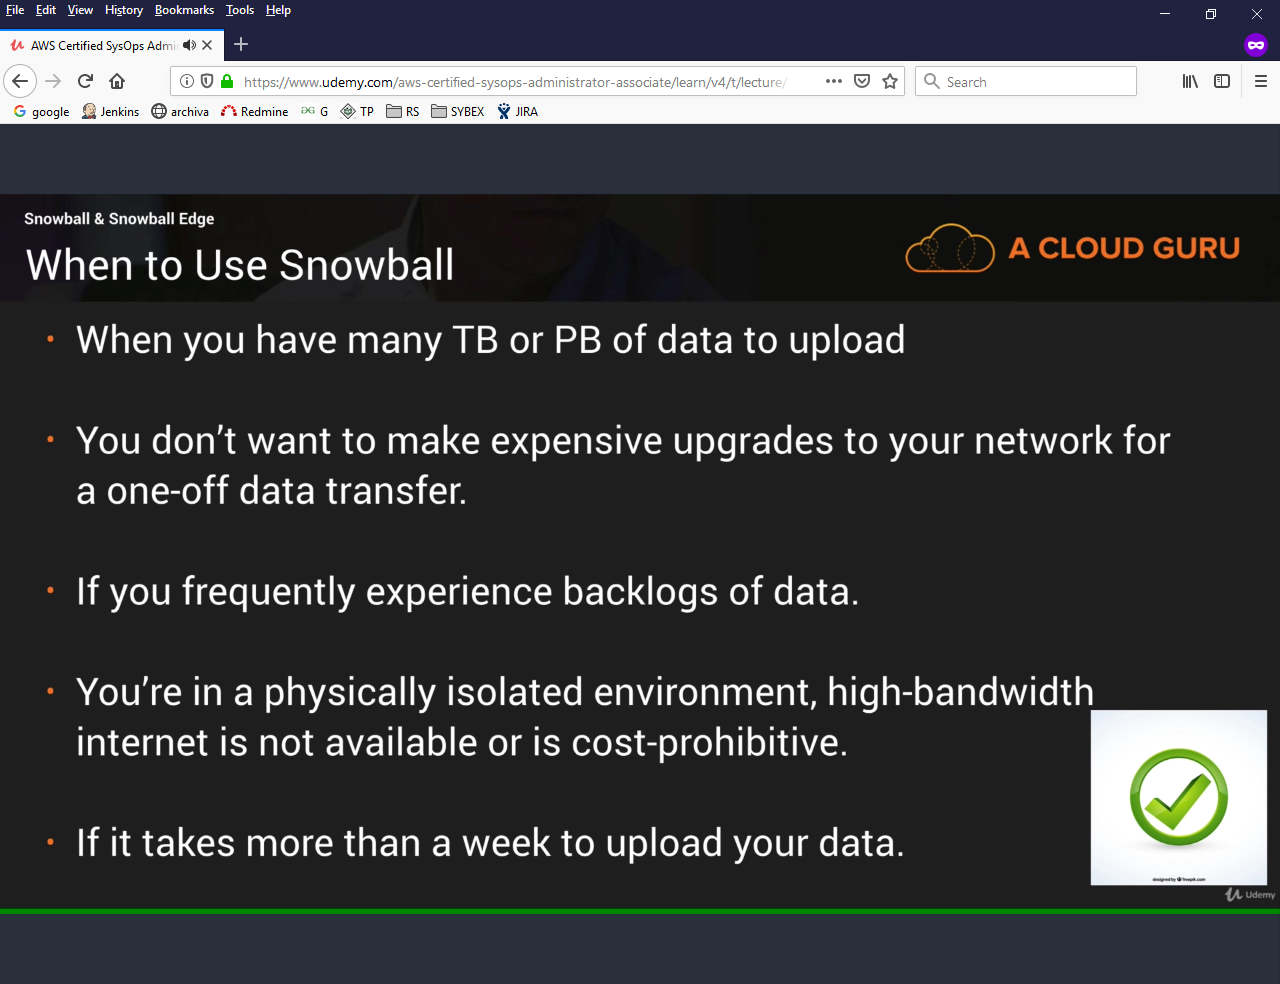 File Edit View History Bookmarks Tools Help
AWS Certified SysOps Admi
https://www.udemy.com/aws-certified-sysops-administrator-associate/learn/v4/t/lecture/
Search
google Jenkins archiva Redmine G TP RS SYBEX JIRA
Snowball & Snowball Edge
When to Use Snowball
A CLOUD GURU
• When you have many TB or PB of data to upload
• You don’t want to make expensive upgrades to your network for
a one-off data transfer.
• If you frequently experience backlogs of data.
• You’re in a physically isolated environment, high-bandwidth
internet is not available or is cost-prohibitive.
• If it takes more than a week to upload your data.
designed by freepik.com
Udemy